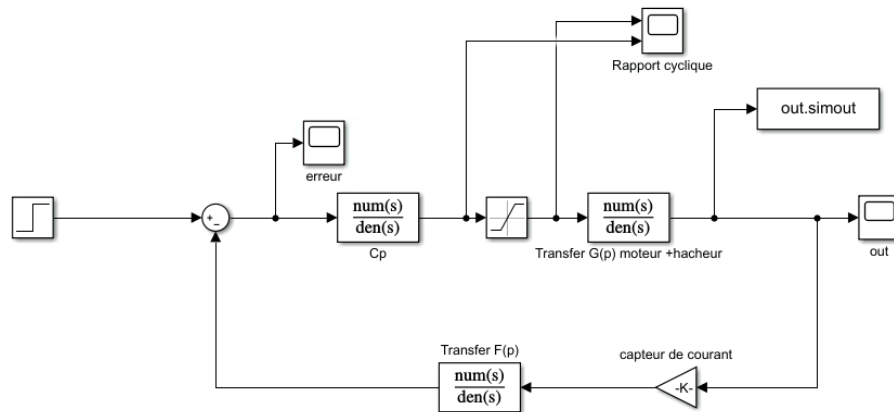 Rapport cyclique
out.simout
erreur
+
−
num(s)
den(s)
Cp
num(s)
den(s)
Transfer G(p) moteur +hacheur
out
Transfer F(p)
num(s)
den(s)
capteur de courant
-K-